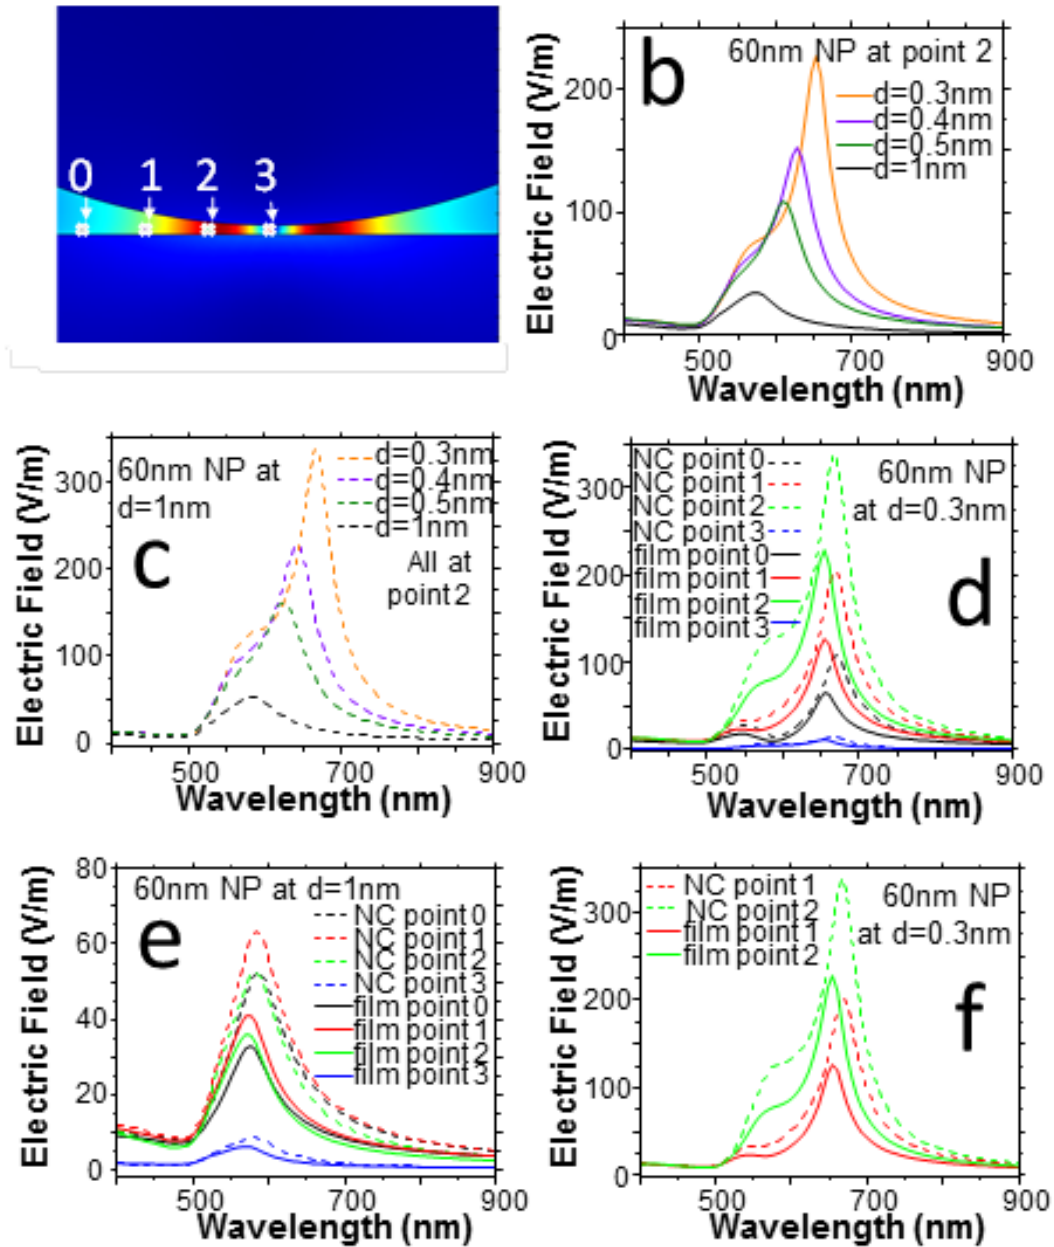 0 1 2 3
b
60nm NP at point 2
d=0.3nm
d=0.4nm
d=0.5nm
d=1nm
Electric Field (V/m)
200
100
0
500 700 900
Wavelength (nm)
c
60nm NP at
d=1nm
d=0.3nm
d=0.4nm
d=0.5nm
d=1nm
All at
point 2
Electric Field (V/m)
300
200
100
0
500 700 900
Wavelength (nm)
d
NC point 0
NC point 1
NC point 2
NC point 3
film point 0
film point 1
film point 2
film point 3
60nm NP
at d=0.3nm
Electric Field (V/m)
300
200
100
0
500 700 900
Wavelength (nm)
e
60nm NP at d=1nm
NC point 0
NC point 1
NC point 2
NC point 3
film point 0
film point 1
film point 2
film point 3
Electric Field (V/m)
80
60
40
20
0
500 700 900
Wavelength (nm)
f
NC point 1
NC point 2
film point 1
film point 2
60nm NP
at d=0.3nm
Electric Field (V/m)
300
200
100
0
500 700 900
Wavelength (nm)